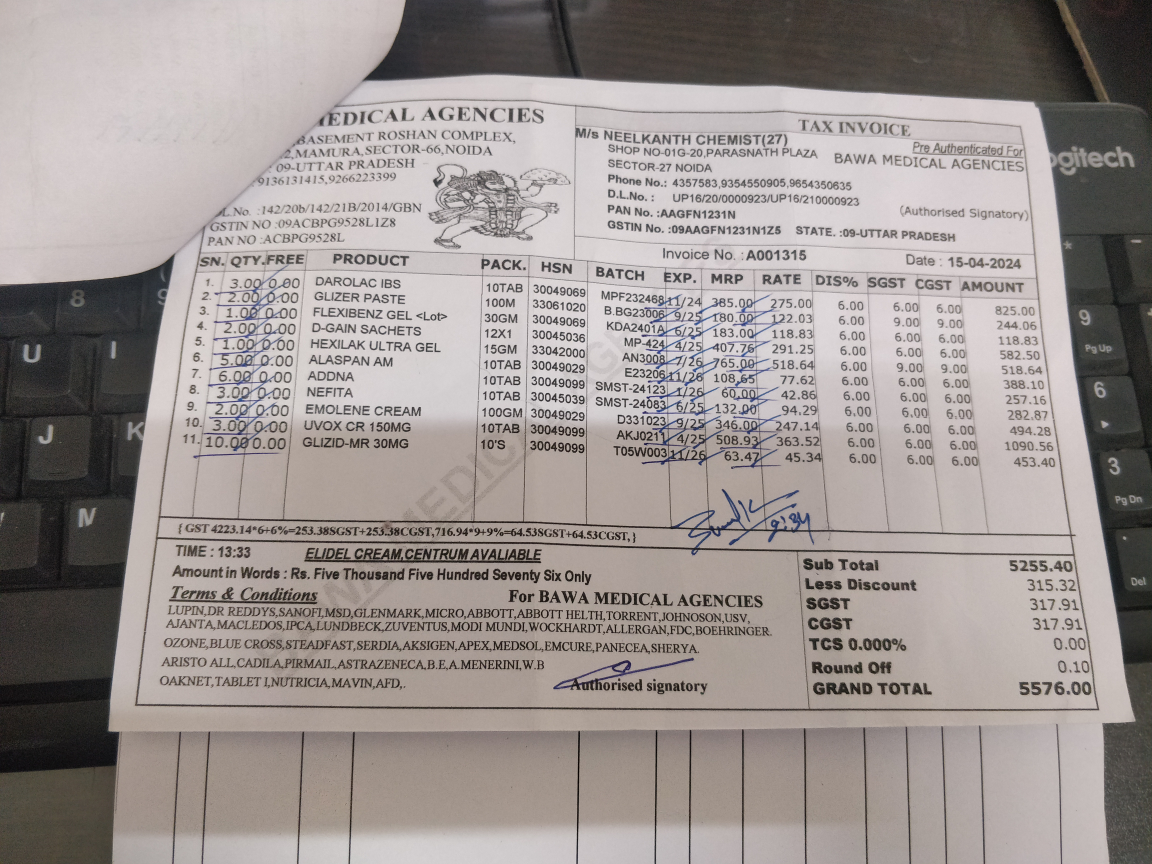 MEDICAL AGENCIES
BASEMENT ROSHAN COMPLEX,
MAMURA,SECTOR-66,NOIDA
09-UTTAR PRADESH
9136131415,9266223399
D.L.No. :142/20b/142/21B/2014/GBN
GSTIN NO :09ACBPG9528L1Z8
PAN NO :ACBPG9528L
TAX INVOICE
M/s NEELKANTH CHEMIST(27)
SHOP NO-01G-20,PARASNATH PLAZA
SECTOR-27 NOIDA
Phone No.: 4357583,9354550905,9654350635
D.L.No. : UP16/20/0000923/UP16/210000923
PAN No. :AAGFN1231N
GSTIN No. :09AAGFN1231N1Z5 STATE. :09-UTTAR PRADESH
Pre Authenticated For
BAWA MEDICAL AGENCIES
(Authorised Signatory)
Invoice No. :A001315 Date : 15-04-2024
SN. QTY. FREE PRODUCT PACK. HSN BATCH EXP. MRP RATE DIS% SGST CGST AMOUNT
1. 3.00 0.00 DAROLAC IBS 10TAB 30049069 MPF232468 11/24 385.00 275.00 6.00 6.00 6.00 825.00
2. 2.00 0.00 GLIZER PASTE 100M 33061020 B.BG23006 9/25 180.00 122.03 6.00 9.00 9.00 244.06
3. 1.00 0.00 FLEXIBENZ GEL <Lot> 30GM 30049069 KDA2401A 6/25 183.00 118.83 6.00 6.00 6.00 118.83
4. 2.00 0.00 D-GAIN SACHETS 12X1 30045036 MP-424 4/25 407.76 291.25 6.00 6.00 6.00 582.50
5. 1.00 0.00 HEXILAK ULTRA GEL 15GM 33042000 AN3008 7/26 765.00 518.64 6.00 9.00 9.00 518.64
6. 5.00 0.00 ALASPAN AM 10TAB 30049029 E23206 11/26 108.65 77.62 6.00 6.00 6.00 388.10
7. 6.00 0.00 ADDNA 10TAB 30049099 SMST-24123 1/26 60.00 42.86 6.00 6.00 6.00 257.16
8. 3.00 0.00 NEFITA 10TAB 30045039 SMST-24083 6/25 132.00 94.29 6.00 6.00 6.00 282.87
9. 2.00 0.00 EMOLENE CREAM 100GM 30049029 D331023 9/25 346.00 247.14 6.00 6.00 6.00 494.28
10. 3.00 0.00 UVOX CR 150MG 10TAB 30049099 AKJ0211 4/25 508.93 363.52 6.00 6.00 6.00 1090.56
11. 10.00 0.00 GLIZID-MR 30MG 10'S 30049099 T05W003 11/26 63.47 45.34 6.00 6.00 6.00 453.40
{ GST 4223.14*6+6%=253.38SGST+253.38CGST,716.94*9+9%=64.53SGST+64.53CGST, }
TIME : 13:33 ELIDEL CREAM,CENTRUM AVALIABLE
Amount in Words : Rs. Five Thousand Five Hundred Seventy Six Only
Terms & Conditions For BAWA MEDICAL AGENCIES
LUPIN,DR REDDYS,SANOFI,MSD,GLENMARK,MICRO,ABBOTT,ABBOTT HELTH,TORRENT,JOHNOSON,USV,
AJANTA,MACLEDOS,IPCA,LUNDBECK,ZUVENTUS,MODI MUNDI,WOCKHARDT,ALLERGAN,FDC,BOEHRINGER.
OZONE,BLUE CROSS,STEADFAST,SERDIA,AKSIGEN,APEX,MEDSOL,EMCURE,PANECEA,SHERYA.
ARISTO ALL,CADILA,PIRMAIL,ASTRAZENECA,B.E,A.MENERINI,W.B
OAKNET,TABLET I,NUTRICIA,MAVIN,AFD,.
Authorised signatory
Sub Total 5255.40
Less Discount 315.32
SGST 317.91
CGST 317.91
TCS 0.000% 0.00
Round Off 0.10
GRAND TOTAL 5576.00
ogitech
8
9
U
I
J
K
M
9
Pg Up
6
3
Pg Dn
Del